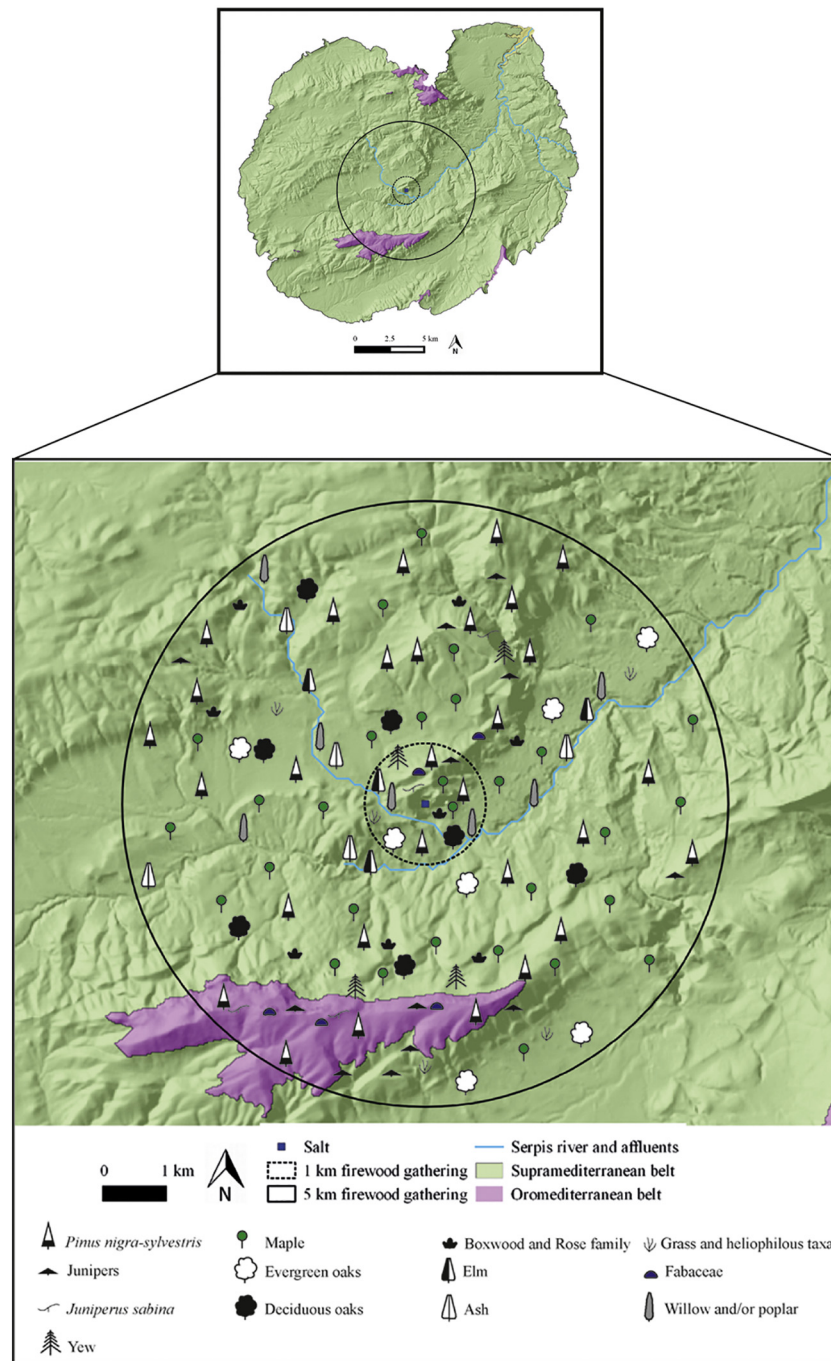 0 2.5 5 km
N
Salt
Serpis river and affluents
0 1 km
1 km firewood gathering
Supramediterranean belt
N
5 km firewood gathering
Oromediterranean belt
Pinus nigra-sylvestris
Maple
Boxwood and Rose family
Grass and heliophilous taxa
Junipers
Evergreen oaks
Elm
Fabaceae
Juniperus sabina
Deciduous oaks
Ash
Willow and/or poplar
Yew